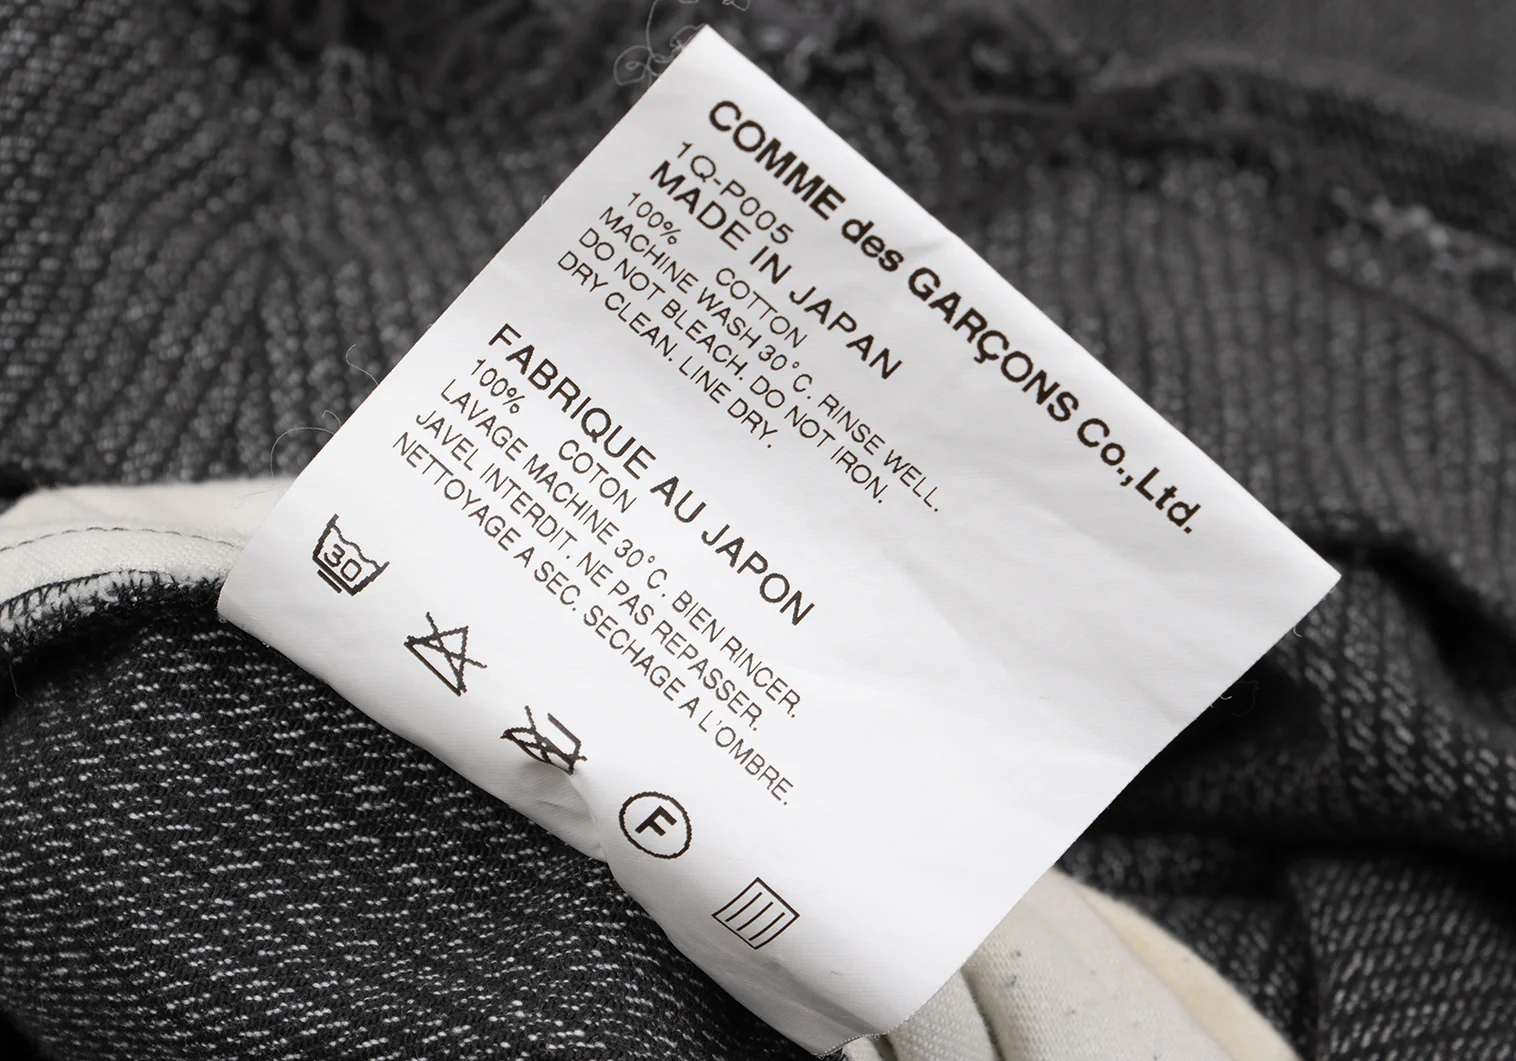 COMME des GARÇONS Co.,Ltd.
1Q-P005
MADE IN JAPAN
100% COTTON
MACHINE WASH 30°C. RINSE WELL.
DO NOT BLEACH. DO NOT IRON.
DRY CLEAN. LINE DRY.
FABRIQUE AU JAPON
100% COTON
LAVAGE MACHINE 30°C. BIEN RINCER.
JAVEL INTERDIT. NE PAS REPASSER.
NETTOYAGE A SEC. SECHAGE A L'OMBRE.
30
F